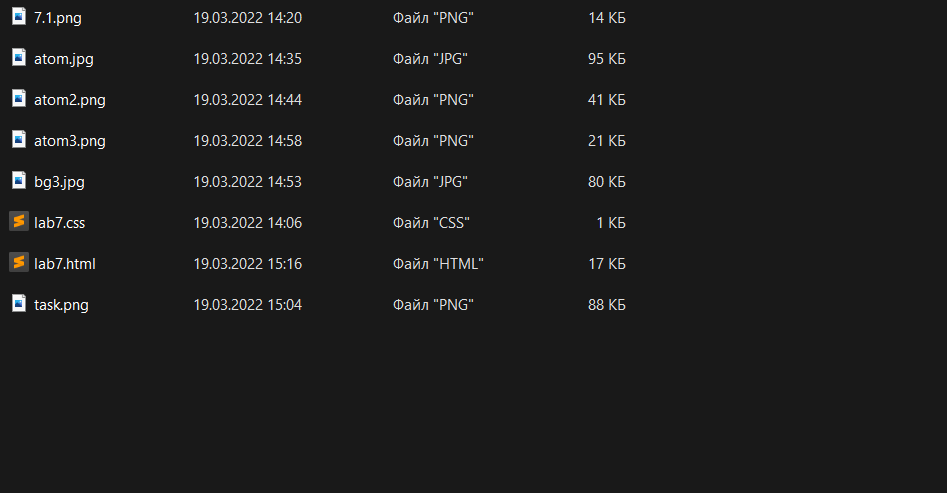 7.1.png 19.03.2022 14:20 Файл "PNG" 14 КБ
atom.jpg 19.03.2022 14:35 Файл "JPG" 95 КБ
atom2.png 19.03.2022 14:44 Файл "PNG" 41 КБ
atom3.png 19.03.2022 14:58 Файл "PNG" 21 КБ
bg3.jpg 19.03.2022 14:53 Файл "JPG" 80 КБ
lab7.css 19.03.2022 14:06 Файл "CSS" 1 КБ
lab7.html 19.03.2022 15:16 Файл "HTML" 17 КБ
task.png 19.03.2022 15:04 Файл "PNG" 88 КБ